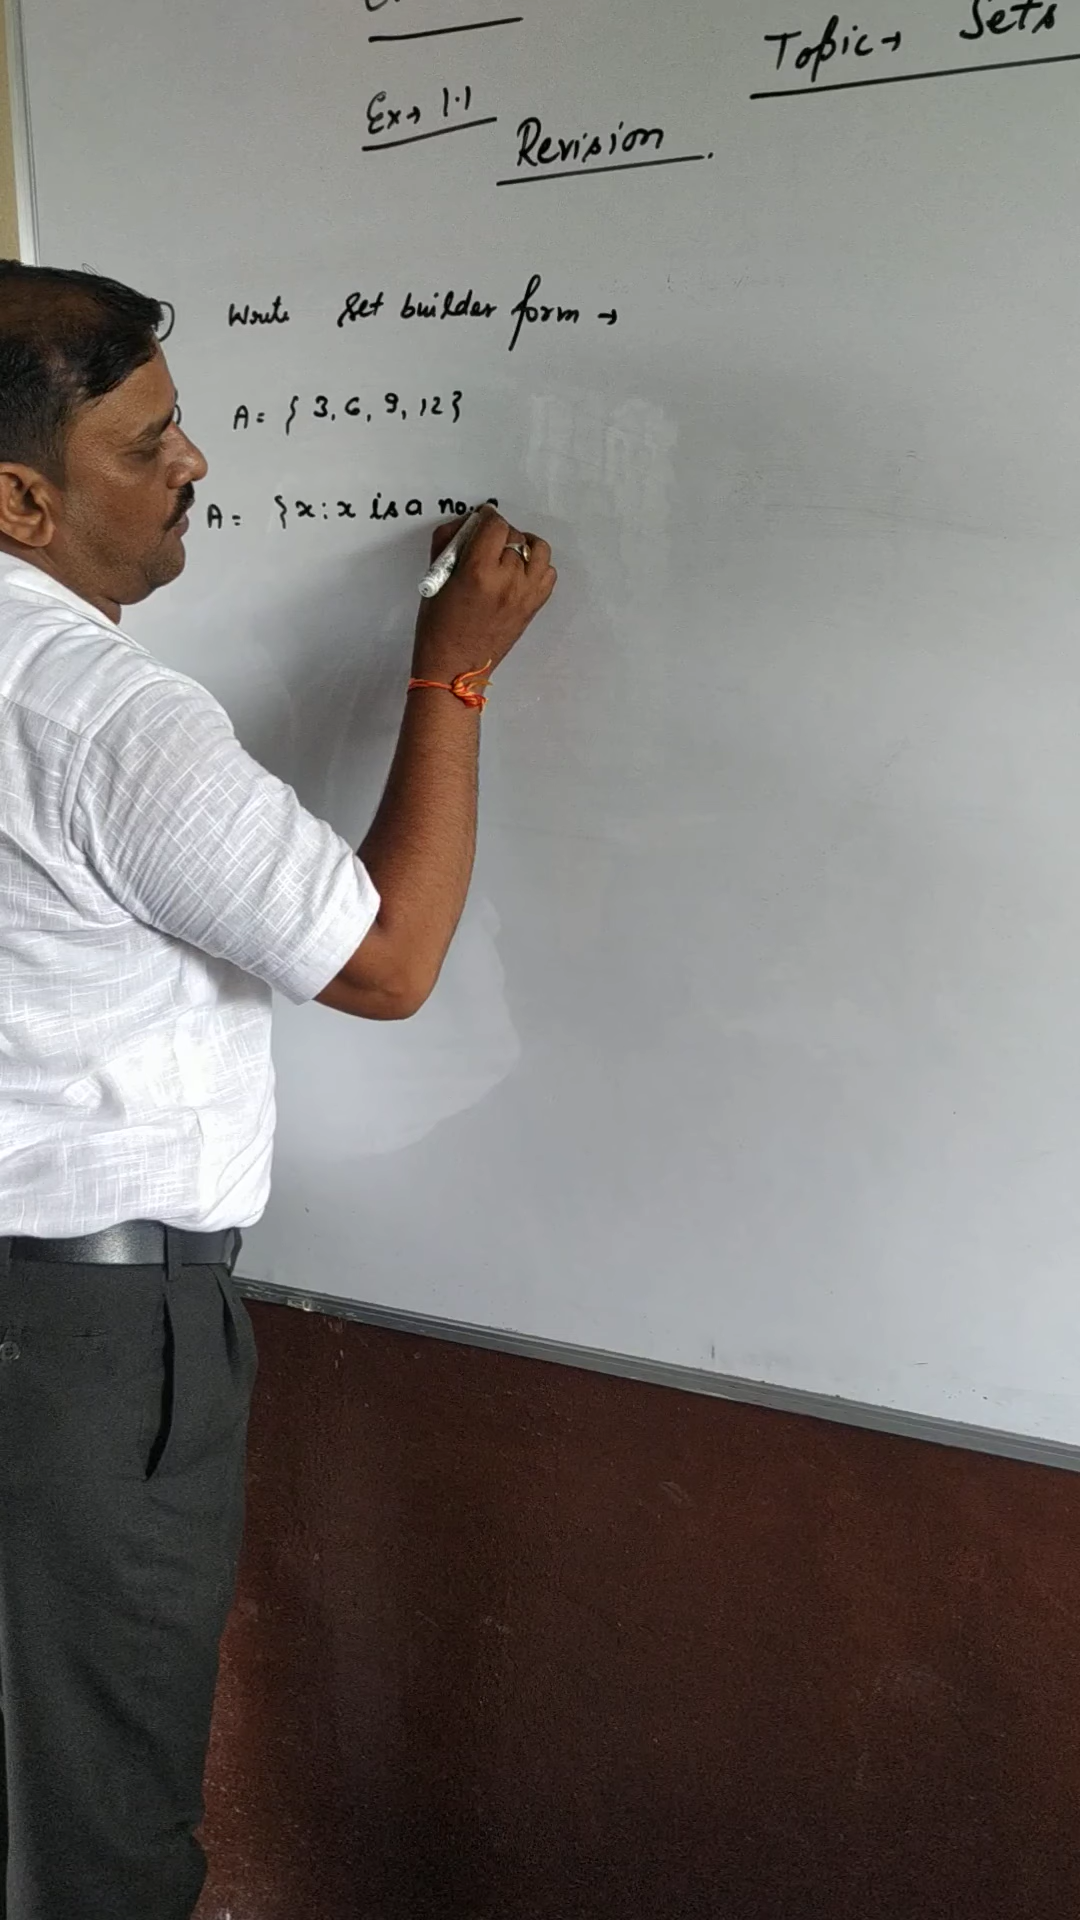 Topic→ Sets
Ex→ 1.1
Revision.
Write Set builder form →
A = { 3, 6, 9, 12}
A = {x : x is a no.